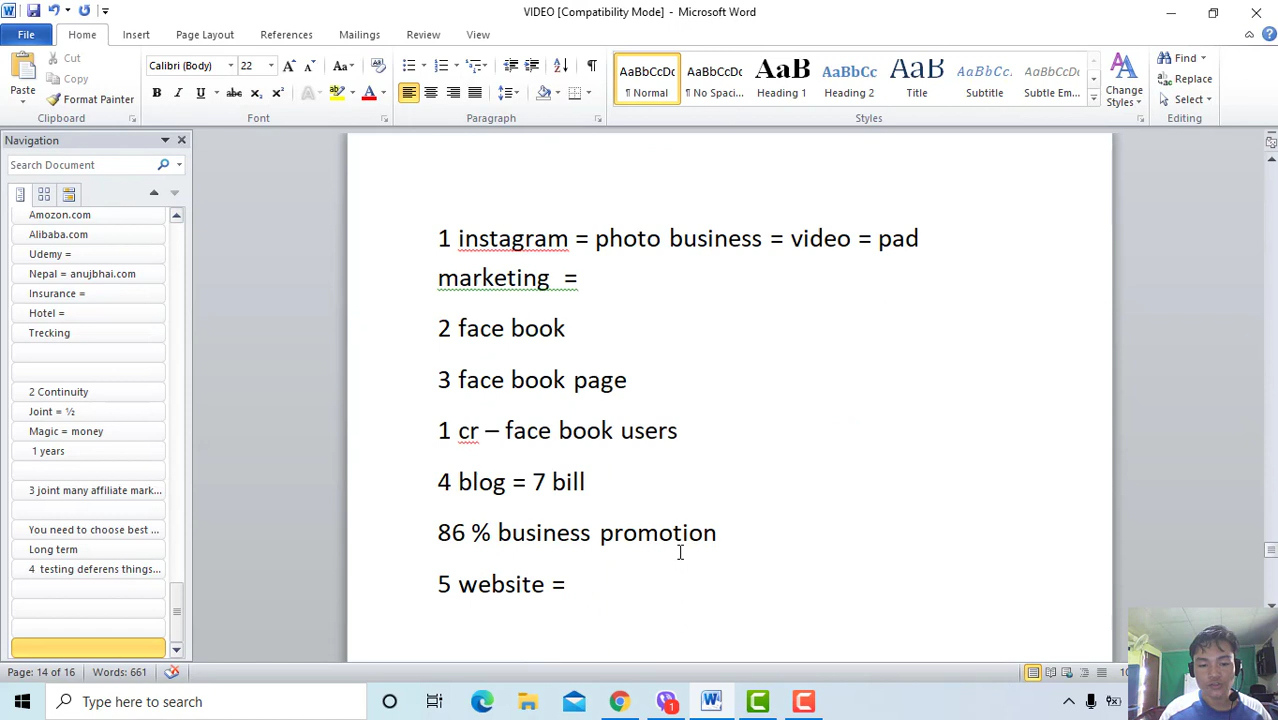 VIDEO [Compatibility Mode] - Microsoft Word
File Home Insert Page Layout References Mailings Review View
Paste Cut Copy Format Painter
Calibri (Body) 22 Aa
B I U abc X₂ X² A A
AaBbCcDc AaBbCcDc AaB AaBbCc AaB AaBbCc. AaBbCcDc
¶ Normal ¶ No Spaci... Heading 1 Heading 2 Title Subtitle Subtle Em...
Change Styles
Find Replace Select
Clipboard Font Paragraph Styles Editing
Navigation
Search Document
Amozon.com
Alibaba.com
Udemy =
Nepal = anujbhai.com
Insurance =
Hotel =
Trecking
2 Continuity
Joint = ½
Magic = money
1 years
3 joint many affiliate mark...
You need to choose best ...
Long term
4 testing deferens things...
1 instagram = photo business = video = pad
marketing =
2 face book
3 face book page
1 cr – face book users
4 blog = 7 bill
86 % business promotion
5 website =
Page: 14 of 16 Words: 661
Type here to search